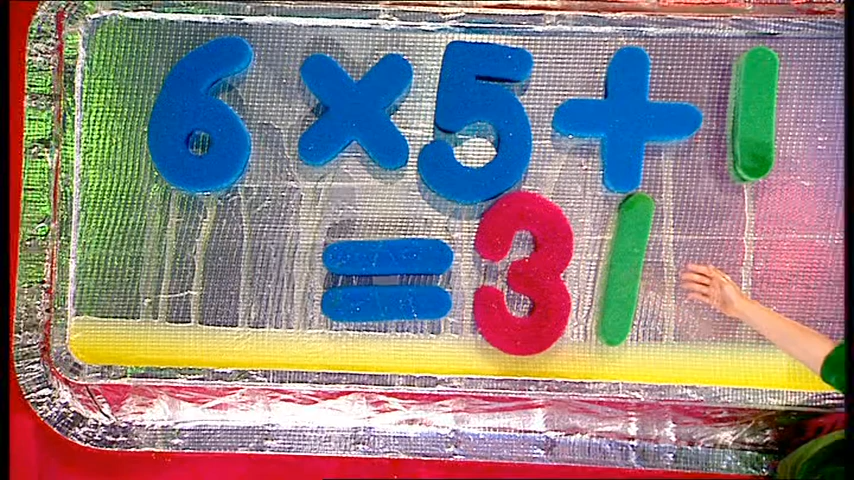 6 × 5 + 1
= 31